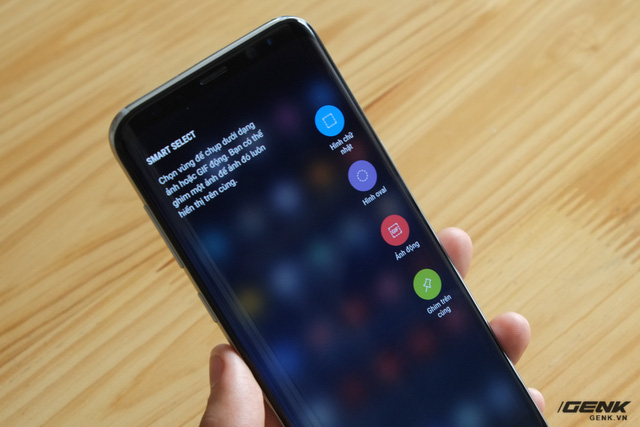 SMART SELECT
Chọn vùng để chụp dưới dạng
ảnh hoặc GIF động. Bạn có thể
ghim một ảnh để ảnh đó luôn
hiển thị trên cùng.
Hình chữ
nhật
Hình oval
GIF
Ảnh động
Ghim trên
cùng
/GENK
GENK.VN